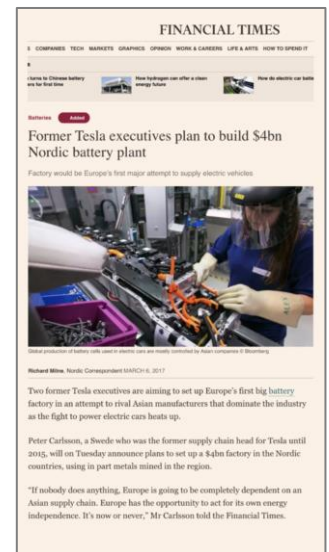 FINANCIAL TIMES
S COMPANIES TECH MARKETS GRAPHICS OPINION WORK & CAREERS LIFE & ARTS HOW TO SPEND IT
turns to Chinese battery
ers for first time
How hydrogen can offer a clean
energy future
How do electric car batte
Batteries Added
Former Tesla executives plan to build $4bn
Nordic battery plant
Factory would be Europe's first major attempt to supply electric vehicles
Global production of battery cells used in electric cars are mostly controlled by Asian companies © Bloomberg
Richard Milne, Nordic Correspondent MARCH 6, 2017
Two former Tesla executives are aiming to set up Europe's first big battery
factory in an attempt to rival Asian manufacturers that dominate the industry
as the fight to power electric cars heats up.
Peter Carlsson, a Swede who was the former supply chain head for Tesla until
2015, will on Tuesday announce plans to set up a $4bn factory in the Nordic
countries, using in part metals mined in the region.
"If nobody does anything, Europe is going to be completely dependent on an
Asian supply chain. Europe has the opportunity to act for its own energy
independence. It's now or never," Mr Carlsson told the Financial Times.